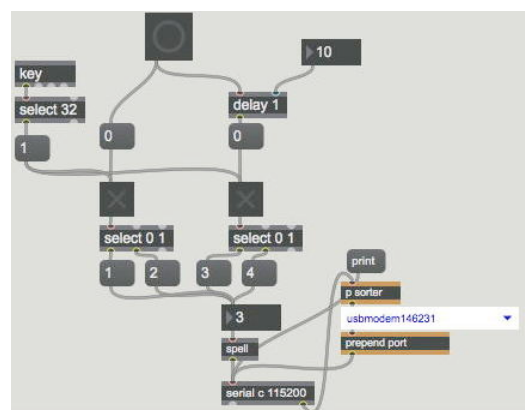 10
key
delay 1
select 32
0
0
1
select 0 1
select 0 1
1
2
3
4
print
3
p sorter
usbmodem146231
spell
prepend port
serial c 115200